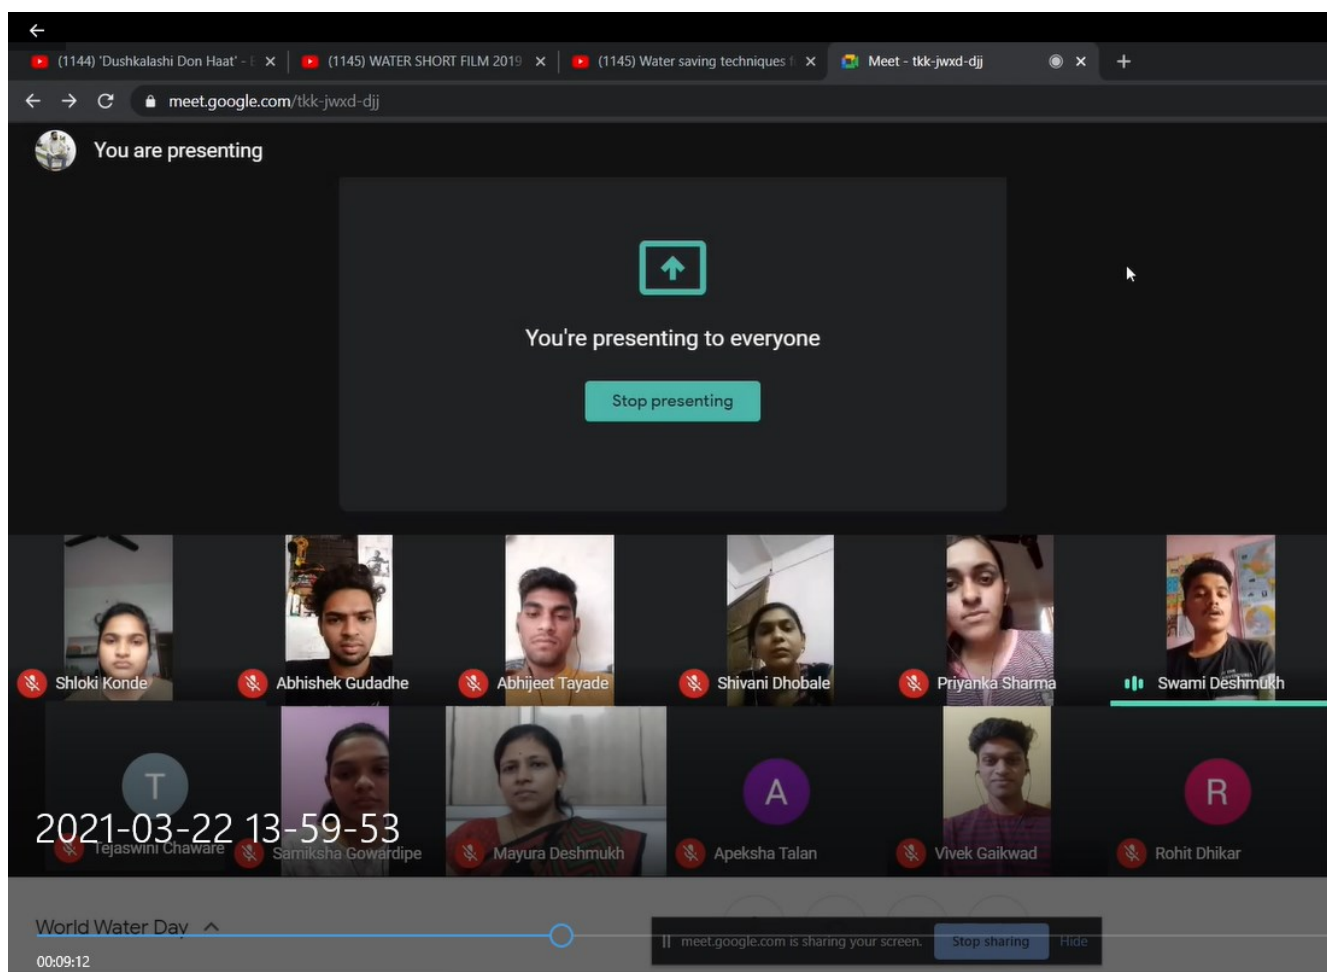 (1144) 'Dushkalashi Don Haat' -
(1145) WATER SHORT FILM 2019
(1145) Water saving techniques
Meet - tkk-jwxd-djj
meet.google.com/tkk-jwxd-djj
You are presenting
You're presenting to everyone
Stop presenting
Shloki Konde
Abhishek Gudadhe
Abhijeet Tayade
Shivani Dhobale
Priyanka Sharma
Swami Deshmukh
T
A
R
2021-03-22 13-59-53
Tejaswini Chaware
Samiksha Gowardipe
Mayura Deshmukh
Apeksha Talan
Vivek Gaikwad
Rohit Dhikar
World Water Day
meet.google.com is sharing your screen.
Stop sharing
Hide
00:09:12